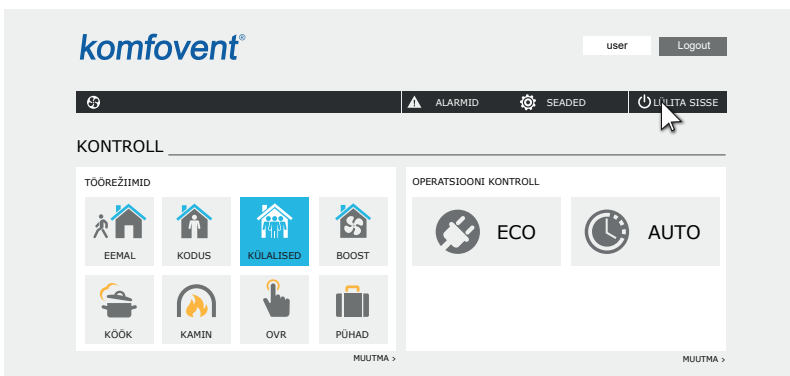 komfovent®
user Logout
ALARMID SEADED LÜLITA SISSE
KONTROLL
TÖÖREŽIIMID
EEMAL KODUS KÜLALISED BOOST
KÖÖK KAMIN OVR PÜHAD
MUUTMA >
OPERATSIOONI KONTROLL
ECO AUTO
MUUTMA >